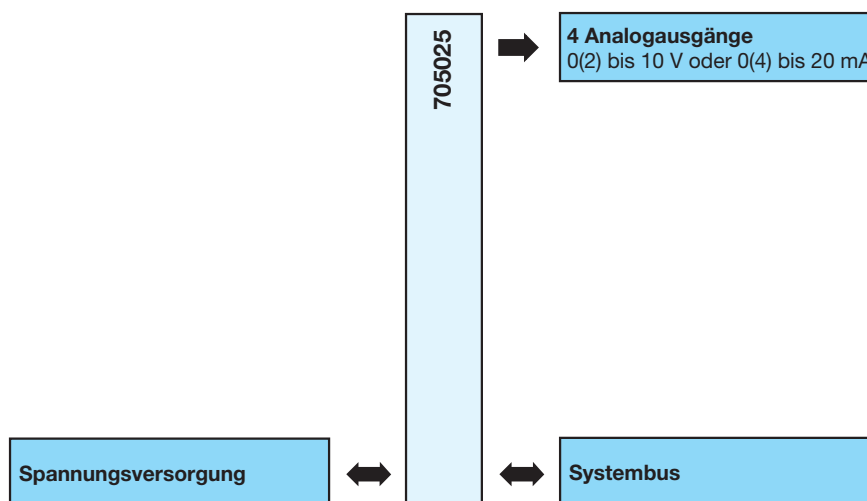 705025
4 Analogausgänge
0(2) bis 10 V oder 0(4) bis 20 mA
Spannungsversorgung
Systembus